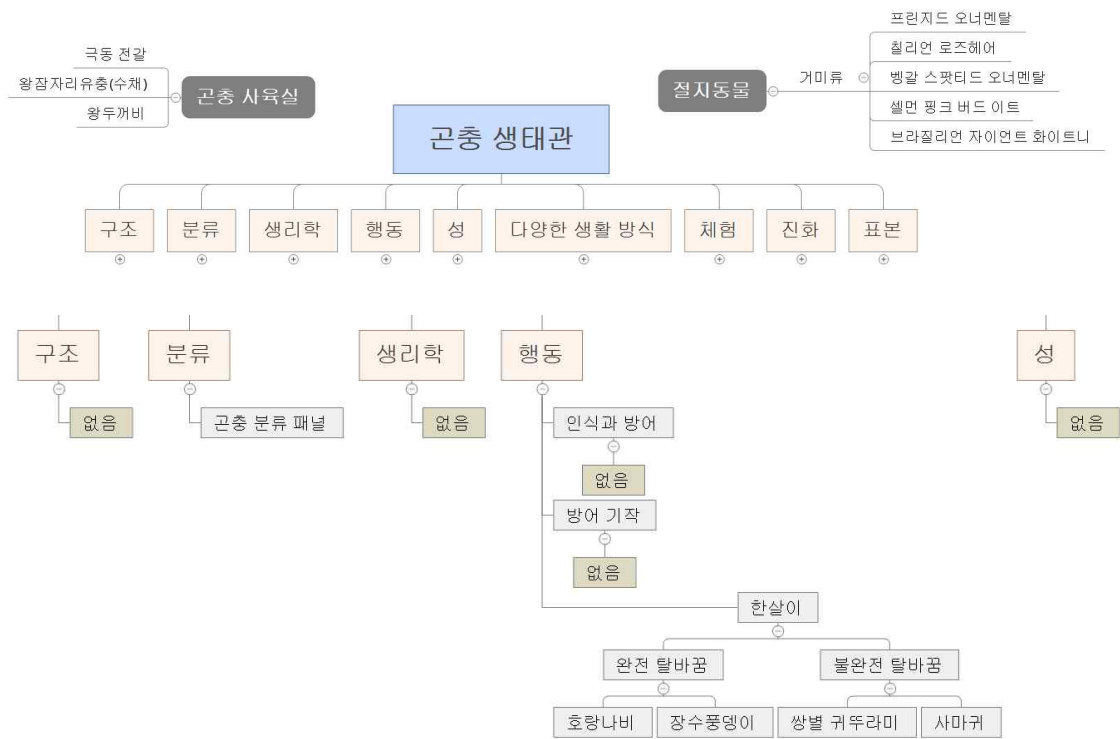 극동 전갈
왕잠자리유충(수채)
왕두꺼비
곤충 사육실
절지동물
거미류
프린지드 오너멘탈
칠리언 로즈헤어
벵갈 스팟티드 오너멘탈
셀먼 핑크 버드 이트
브라질리언 자이언트 화이트니
곤충 생태관
구조
분류
생리학
행동
성
다양한 생활 방식
체험
진화
표본
구조
분류
생리학
행동
성
없음
곤충 분류 패널
없음
인식과 방어
없음
없음
방어 기작
없음
한살이
완전 탈바꿈
불완전 탈바꿈
호랑나비
장수풍뎅이
쌍별 귀뚜라미
사마귀